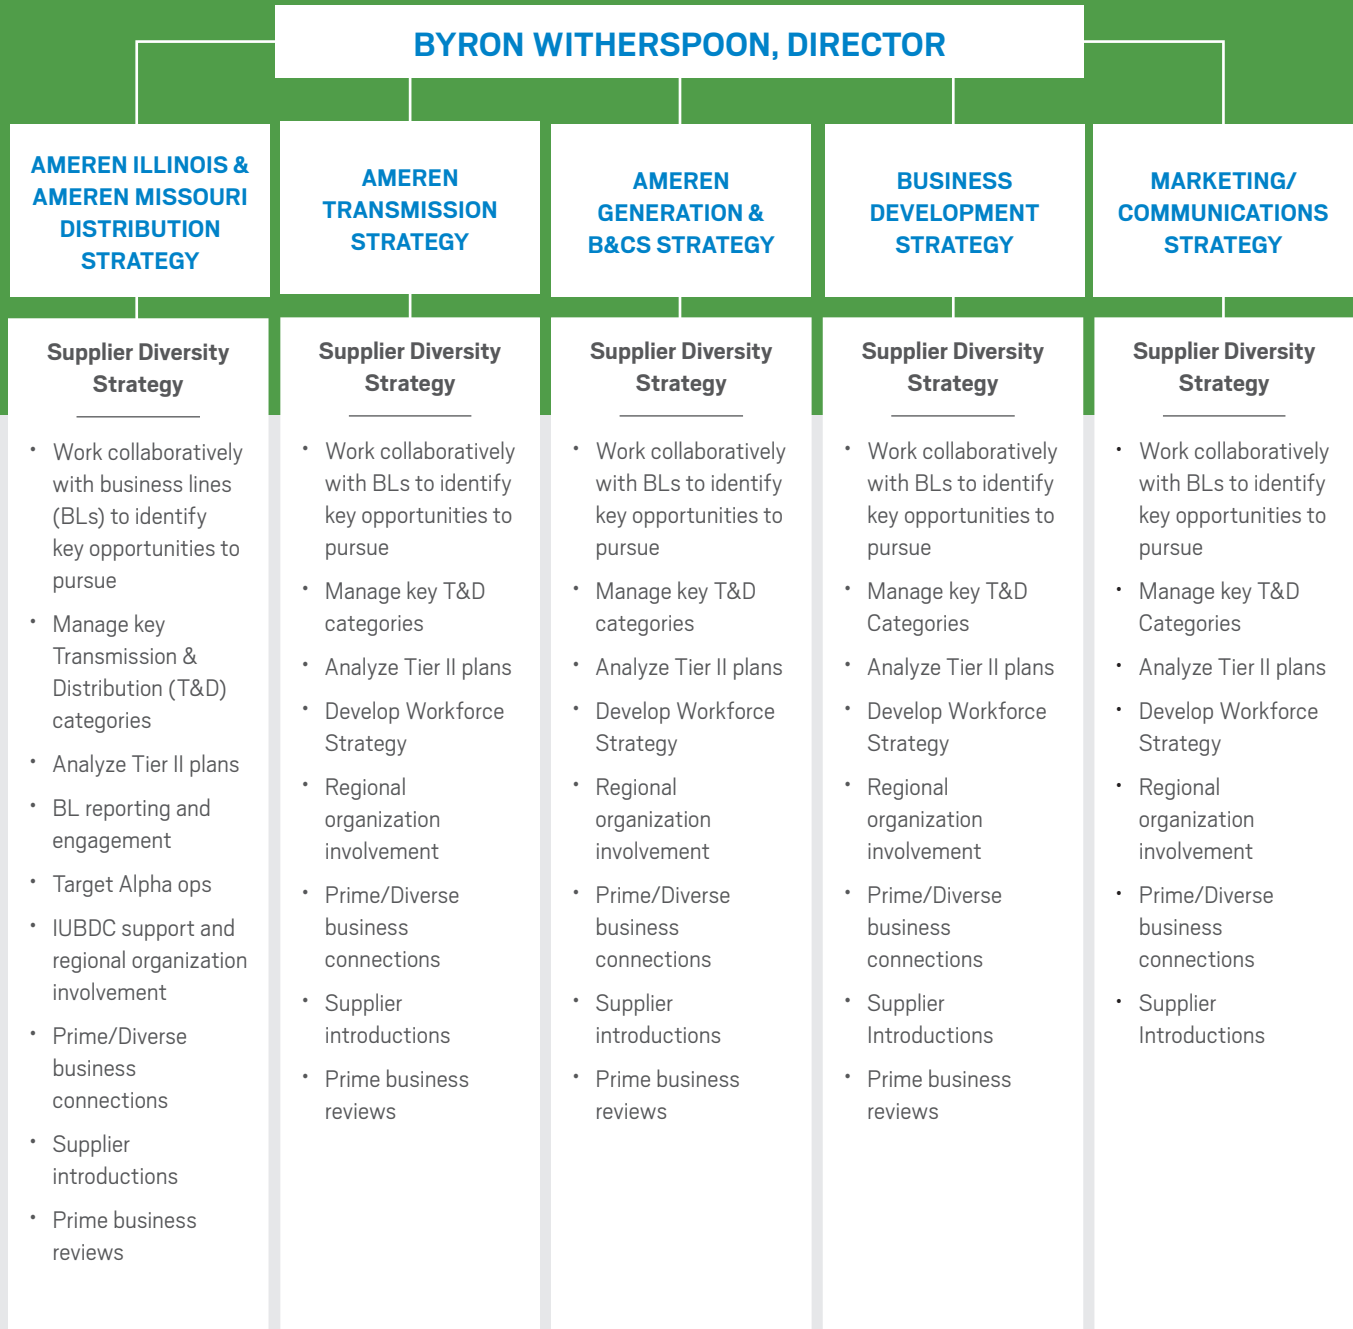 BYRON WITHERSPOON, DIRECTOR
AMEREN ILLINOIS &
AMEREN MISSOURI
DISTRIBUTION
STRATEGY
Supplier Diversity
Strategy
• Work collaboratively
with business lines
(BLs) to identify
key opportunities to
pursue
• Manage key
Transmission &
Distribution (T&D)
categories
• Analyze Tier II plans
• BL reporting and
engagement
• Target Alpha ops
• IUBDC support and
regional organization
involvement
• Prime/Diverse
business
connections
• Supplier
introductions
• Prime business
reviews
AMEREN
TRANSMISSION
STRATEGY
Supplier Diversity
Strategy
• Work collaboratively
with BLs to identify
key opportunities to
pursue
• Manage key T&D
categories
• Analyze Tier II plans
• Develop Workforce
Strategy
• Regional
organization
involvement
• Prime/Diverse
business
connections
• Supplier
introductions
• Prime business
reviews
AMEREN
GENERATION &
B&CS STRATEGY
Supplier Diversity
Strategy
• Work collaboratively
with BLs to identify
key opportunities to
pursue
• Manage key T&D
categories
• Analyze Tier II plans
• Develop Workforce
Strategy
• Regional
organization
involvement
• Prime/Diverse
business
connections
• Supplier
introductions
• Prime business
reviews
BUSINESS
DEVELOPMENT
STRATEGY
Supplier Diversity
Strategy
• Work collaboratively
with BLs to identify
key opportunities to
pursue
• Manage key T&D
Categories
• Analyze Tier II plans
• Develop Workforce
Strategy
• Regional
organization
involvement
• Prime/Diverse
business
connections
• Supplier
Introductions
• Prime business
reviews
MARKETING/
COMMUNICATIONS
STRATEGY
Supplier Diversity
Strategy
• Work collaboratively
with BLs to identify
key opportunities to
pursue
• Manage key T&D
Categories
• Analyze Tier II plans
• Develop Workforce
Strategy
• Regional
organization
involvement
• Prime/Diverse
business
connections
• Supplier
Introductions